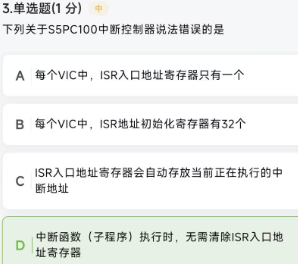 3.单选题(1 分) 中
下列关于S5PC100中断控制器说法错误的是
A 每个VIC中，ISR入口地址寄存器只有一个
B 每个VIC中，ISR地址初始化寄存器有32个
C ISR入口地址寄存器会自动存放当前正在执行的中
断地址
D 中断函数（子程序）执行时，无需清除ISR入口地
址寄存器